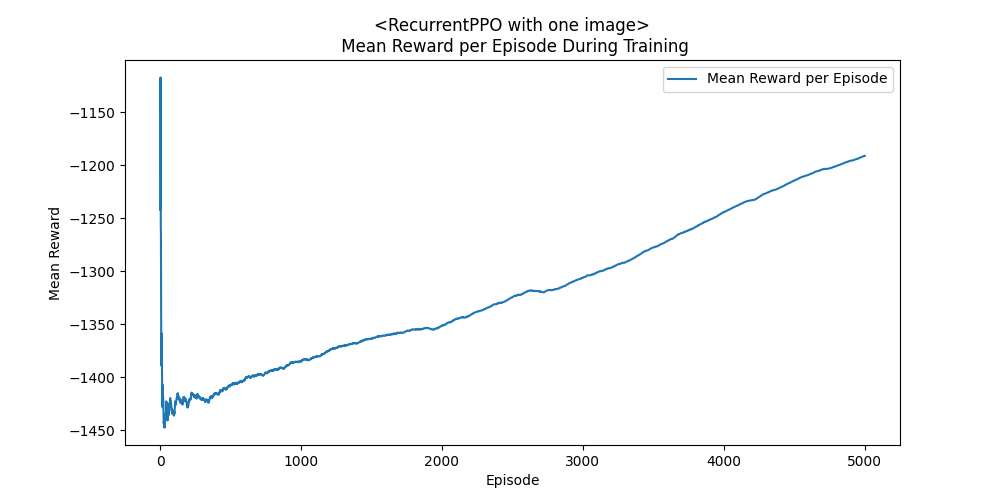 <RecurrentPPO with one image>
Mean Reward per Episode During Training
Mean Reward per Episode
−1150
−1200
−1250
−1300
−1350
−1400
−1450
Mean Reward
0 1000 2000 3000 4000 5000
Episode